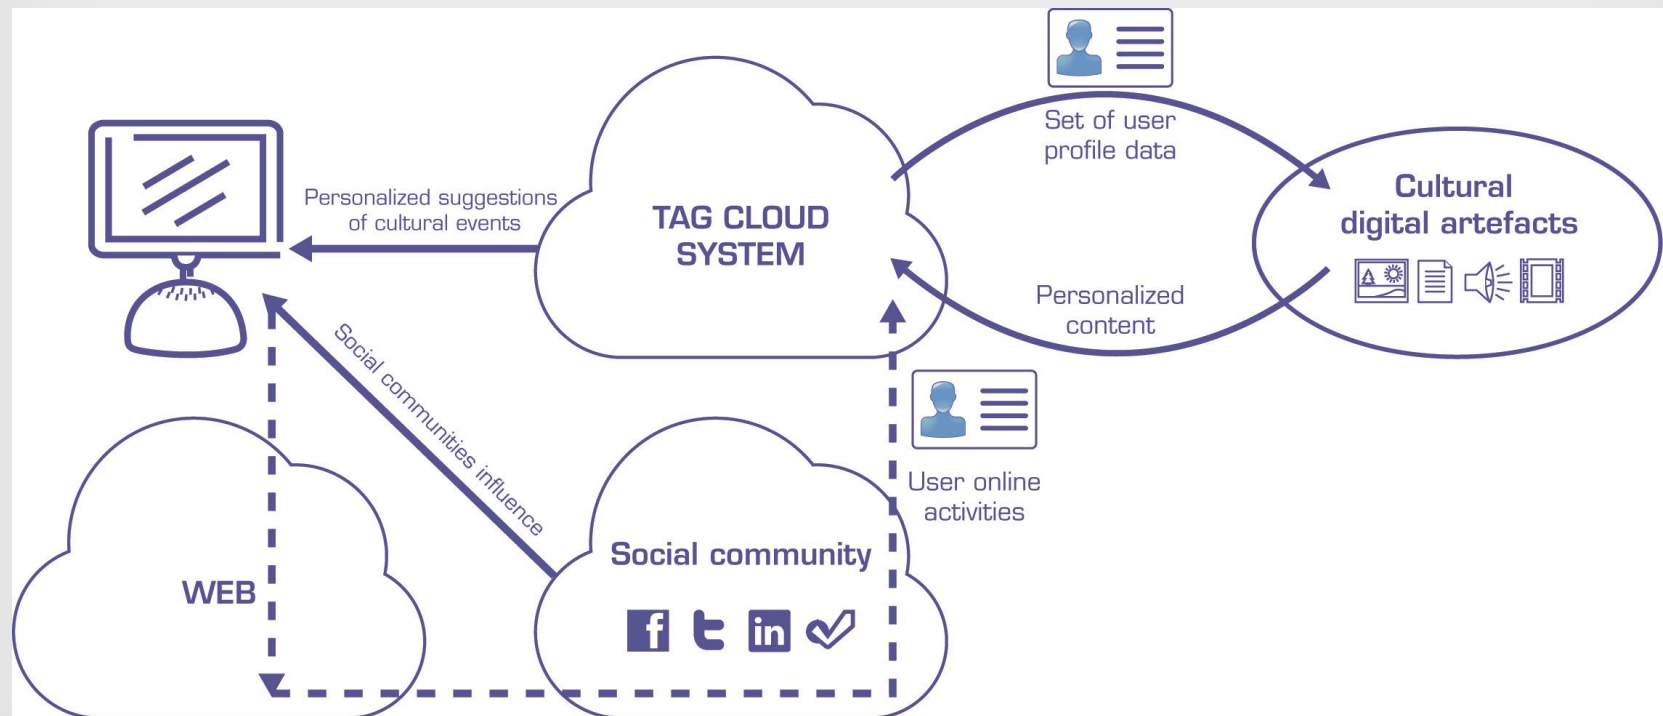 Set of user
profile data
Personalized suggestions
of cultural events
TAG CLOUD
SYSTEM
Cultural
digital artefacts
Personalized
content
Social communities influence
User online
activities
WEB
Social community
f t in